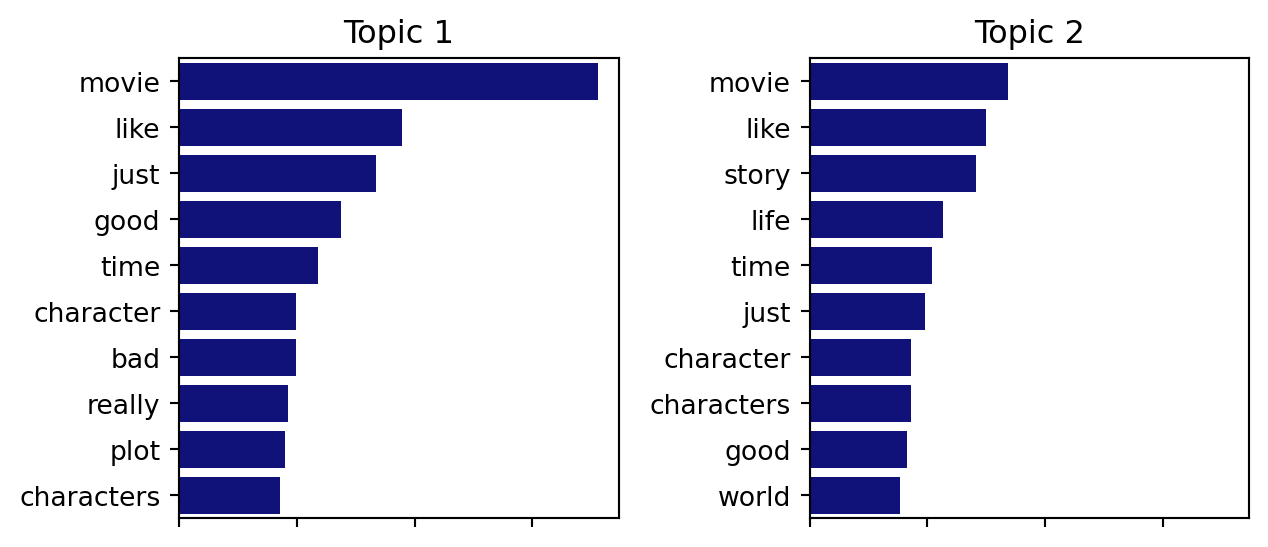 Topic 1
movie
like
just
good
time
character
bad
really
plot
characters
Topic 2
movie
like
story
life
time
just
character
characters
good
world